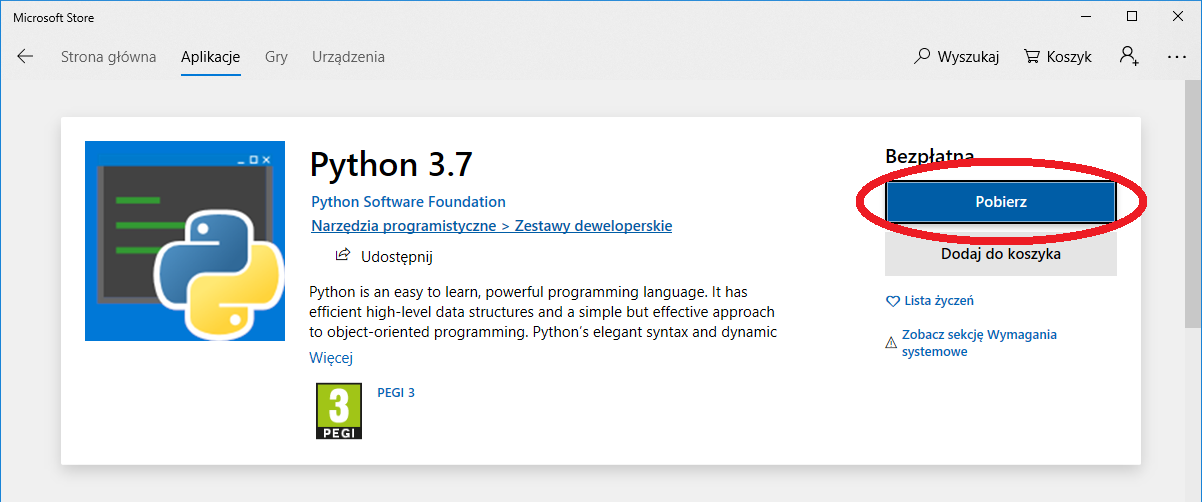 Microsoft Store
Strona główna Aplikacje Gry Urządzenia Wyszukaj Koszyk
Python 3.7
Python Software Foundation
Narzędzia programistyczne > Zestawy deweloperskie
Udostępnij
Python is an easy to learn, powerful programming language. It has
efficient high-level data structures and a simple but effective approach
to object-oriented programming. Python's elegant syntax and dynamic
Więcej
3
PEGI
PEGI 3
Bezpłatna
Pobierz
Dodaj do koszyka
Lista życzeń
Zobacz sekcję Wymagania
systemowe